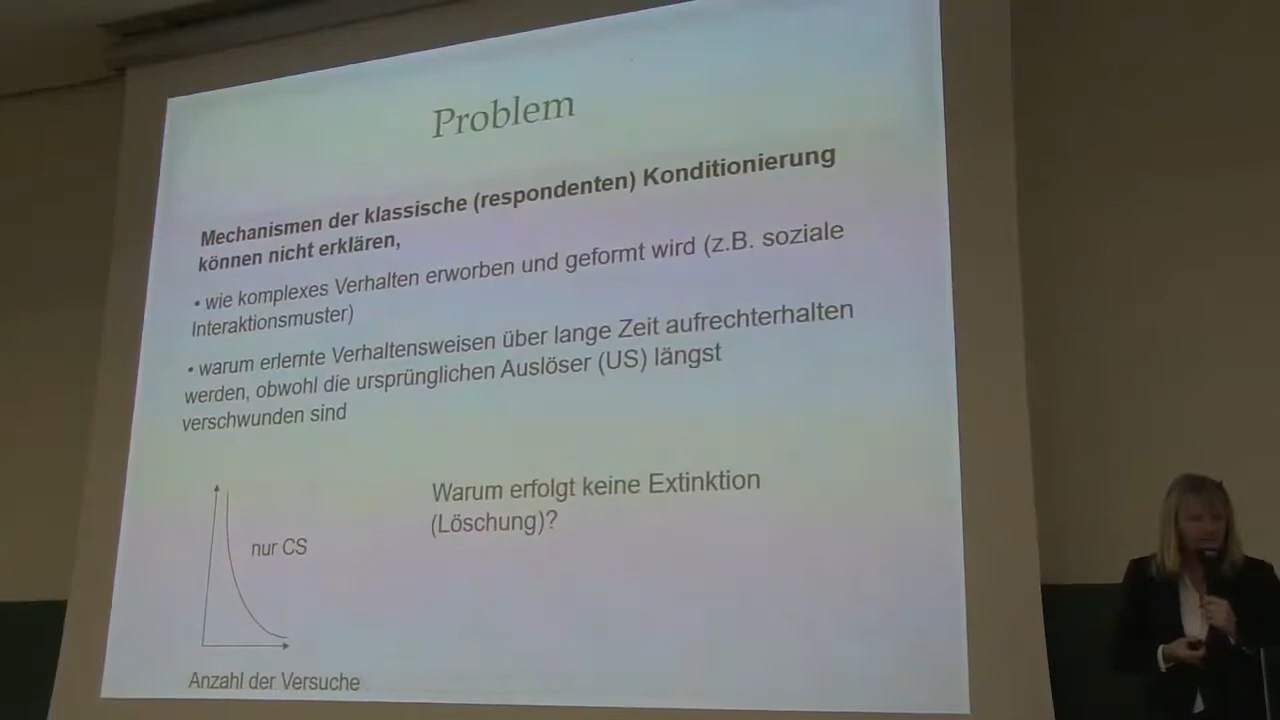 Problem
Mechanismen der klassische (respondenten) Konditionierung
können nicht erklären,
• wie komplexes Verhalten erworben und geformt wird (z.B. soziale
Interaktionsmuster)
• warum erlernte Verhaltensweisen über lange Zeit aufrechterhalten
werden, obwohl die ursprünglichen Auslöser (US) längst
verschwunden sind
Warum erfolgt keine Extinktion
(Löschung)?
nur CS
Anzahl der Versuche